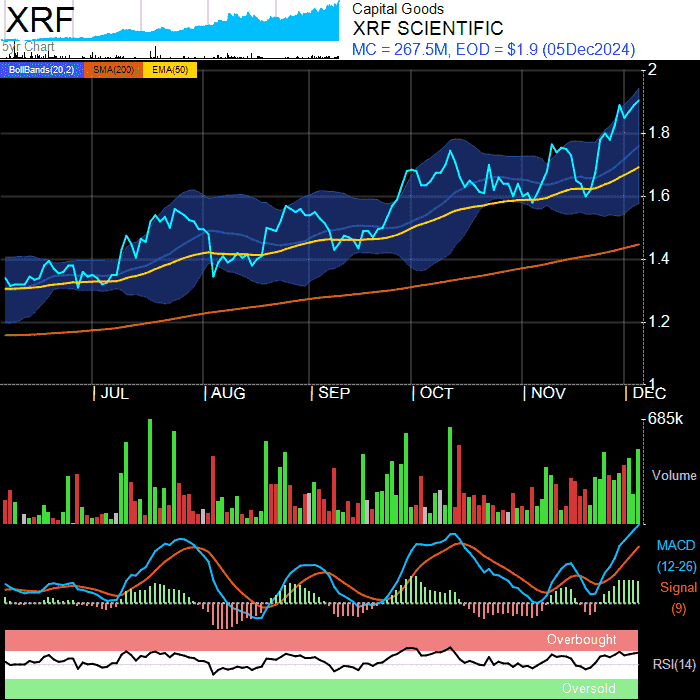 XRF
5yr Chart
Capital Goods
XRF SCIENTIFIC
MC = 267.5M, EOD = $1.9 (05Dec2024)
BollBands(20,2) SMA(200) EMA(50)
2
1.8
1.6
1.4
1.2
1
JUL AUG SEP OCT NOV DEC
685k
Volume
MACD
(12-26)
Signal
(9)
Overbought
RSI(14)
Oversold